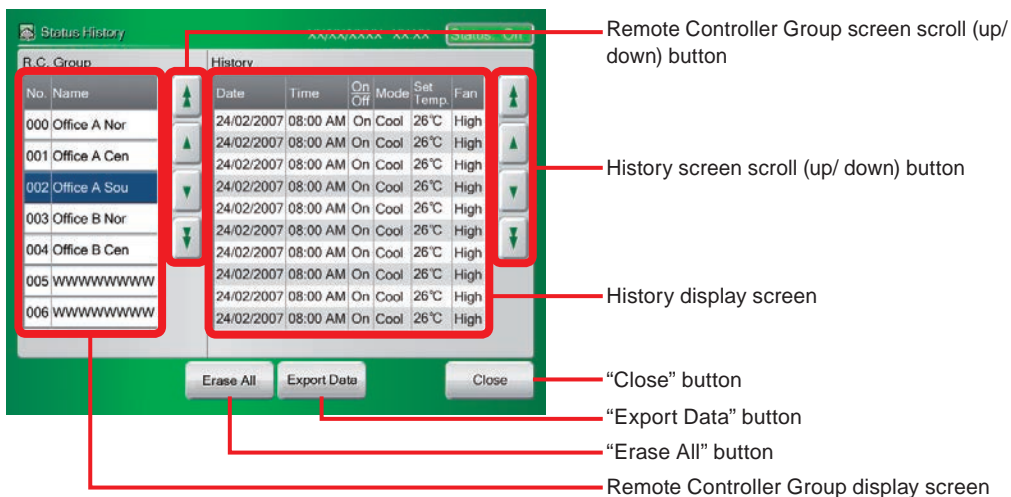 Status History XX/XX/XXXX XX:XX Status: On
R.C. Group History
No. Name
Date Time On Off Mode Set Temp. Fan
000 Office A Nor
001 Office A Cen
002 Office A Sou
003 Office B Nor
004 Office B Cen
005 WWWWWWWWW
006 WWWWWWWWW
24/02/2007 08:00 AM On Cool 26℃ High
24/02/2007 08:00 AM On Cool 26℃ High
24/02/2007 08:00 AM On Cool 26℃ High
24/02/2007 08:00 AM On Cool 26℃ High
24/02/2007 08:00 AM On Cool 26℃ High
24/02/2007 08:00 AM On Cool 26℃ High
24/02/2007 08:00 AM On Cool 26℃ High
24/02/2007 08:00 AM On Cool 26℃ High
24/02/2007 08:00 AM On Cool 26℃ High
24/02/2007 08:00 AM On Cool 26℃ High
Erase All Export Data Close
Remote Controller Group screen scroll (up/
down) button
History screen scroll (up/ down) button
History display screen
“Close” button
“Export Data” button
“Erase All” button
Remote Controller Group display screen